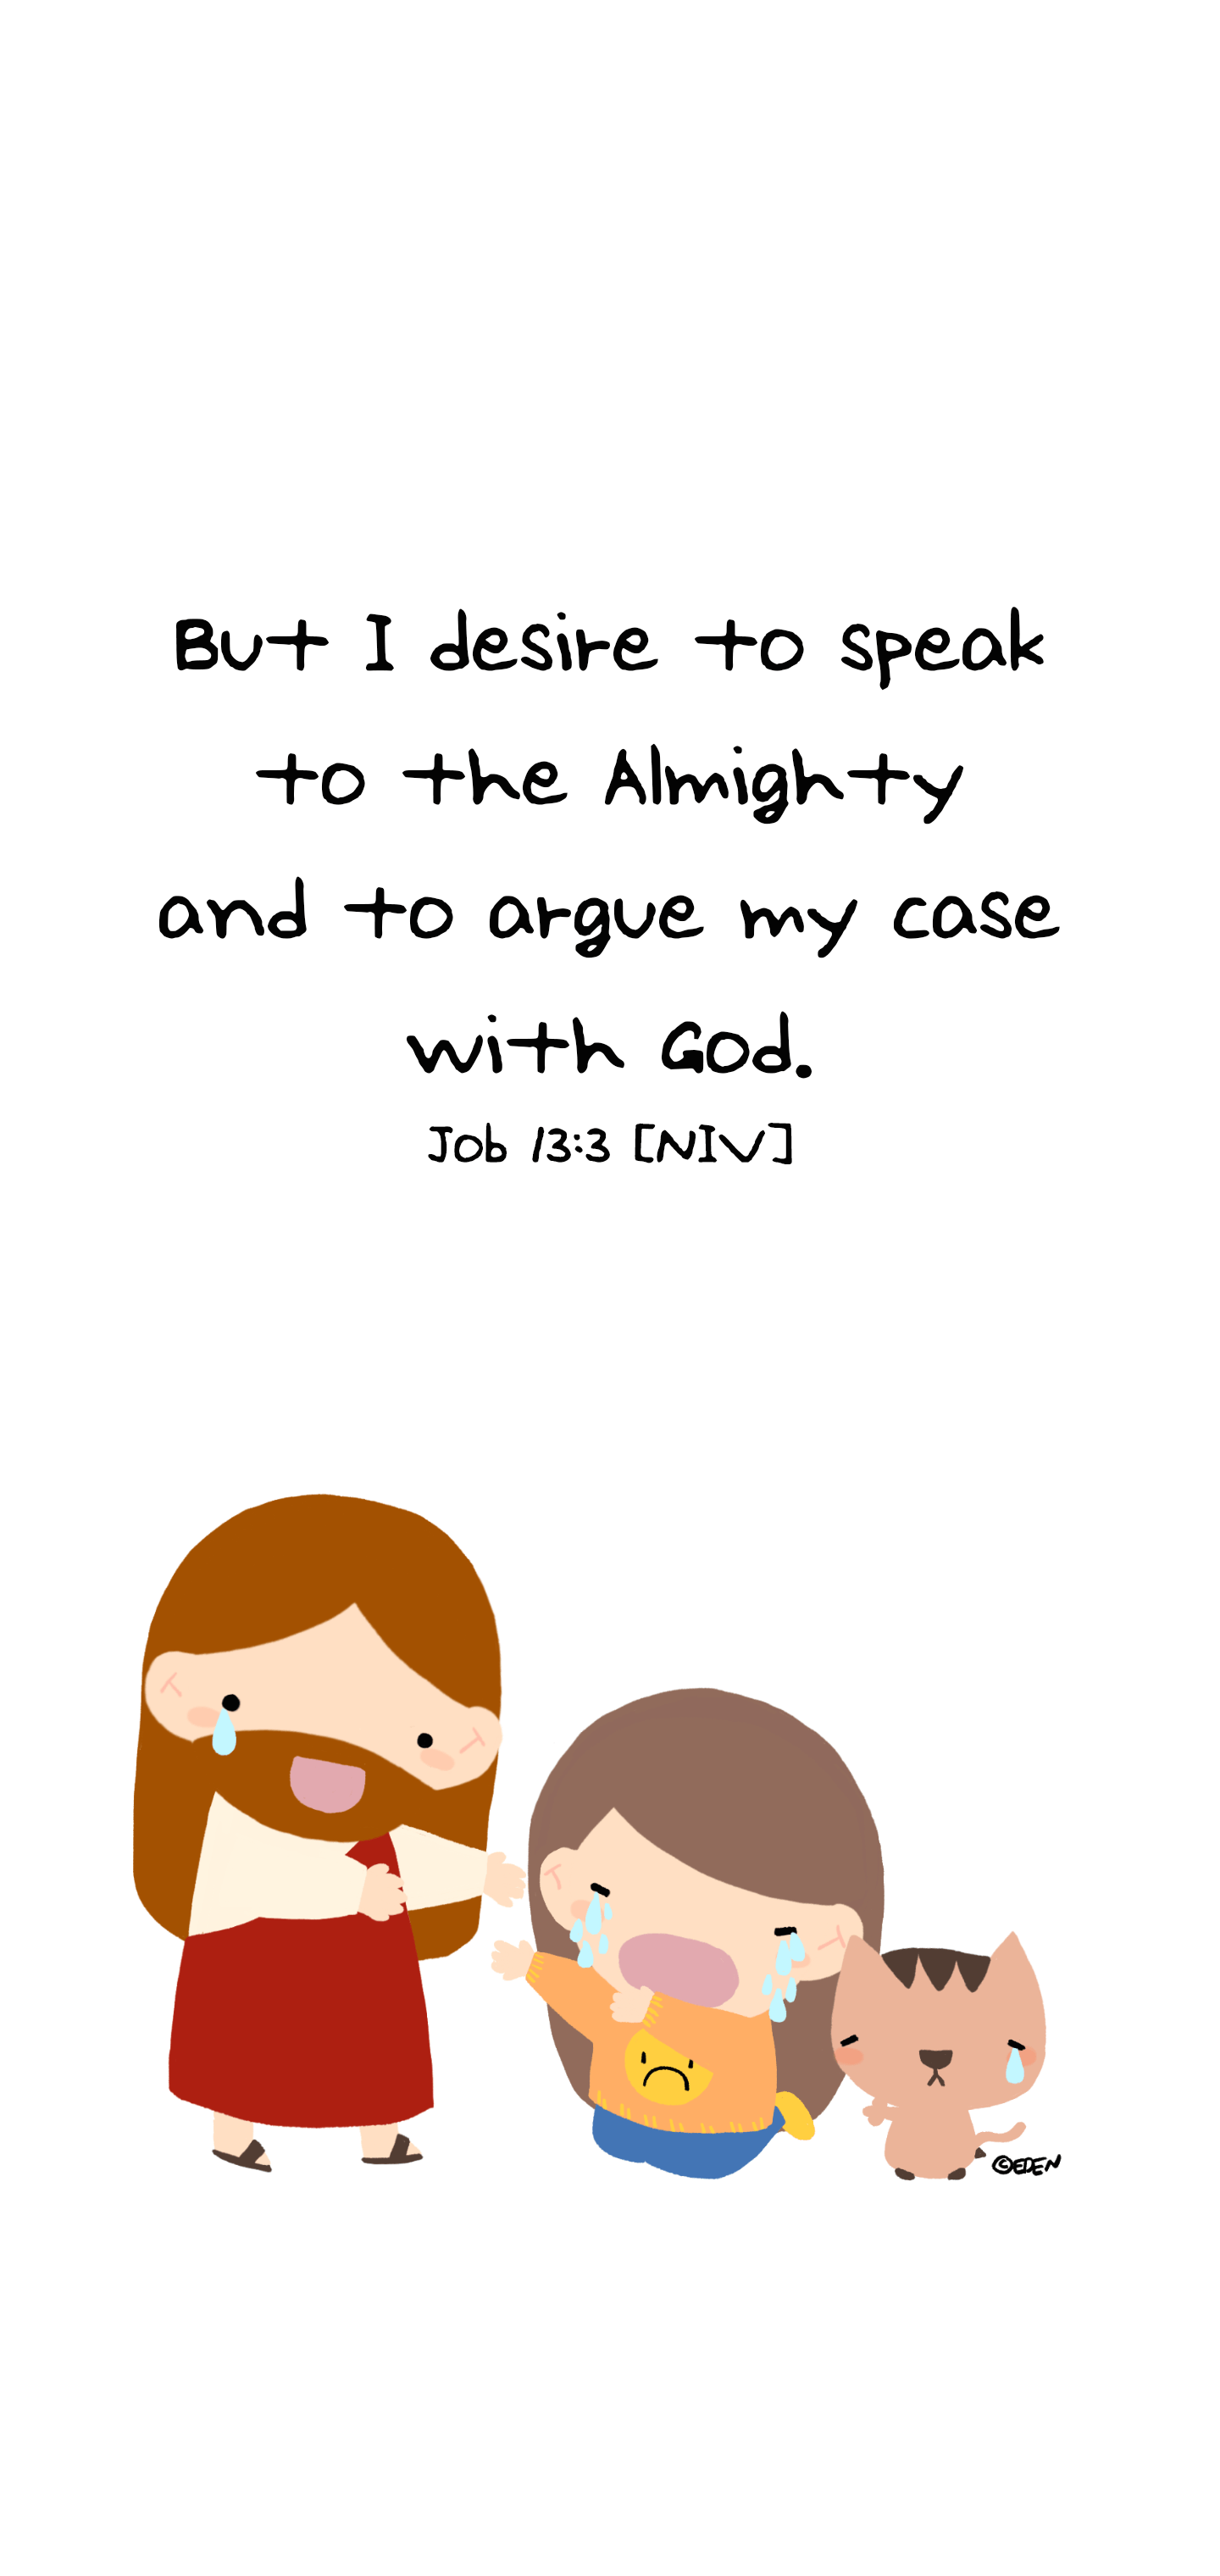 But I desire to speak
to the Almighty
and to argue my case
with God.
Job 13:3 [NIV]
©EDEN